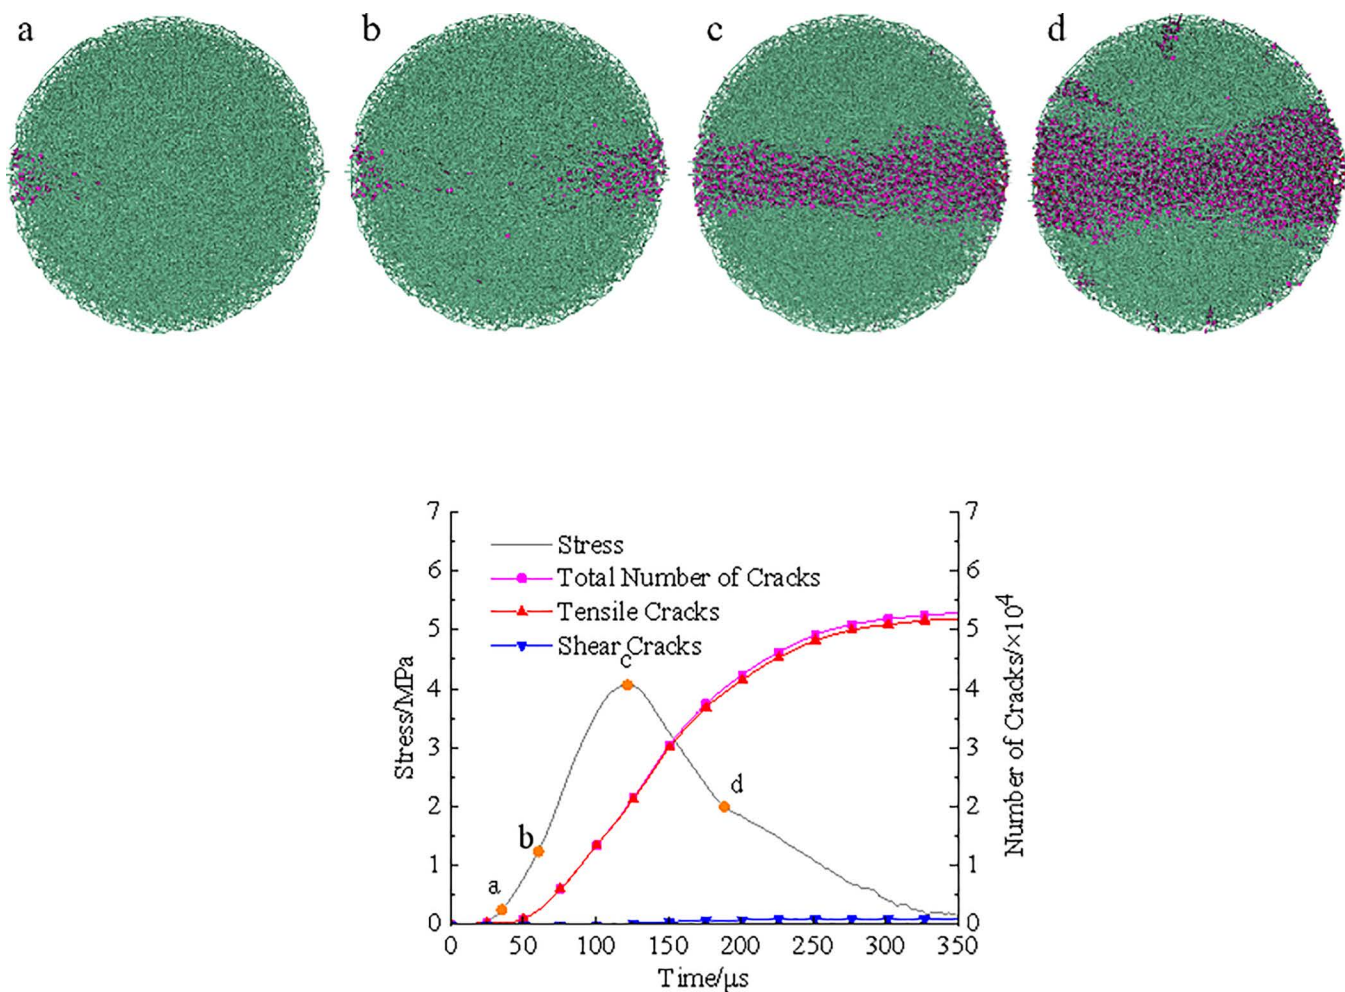 a
b
c
d
7
6
5
4
3
2
1
0
Stress/MPa
Stress
Total Number of Cracks
Tensile Cracks
Shear Cracks
c
d
b
a
7
6
5
4
3
2
1
0
Number of Cracks/×10⁴
0 50 100 150 200 250 300 350
Time/μs